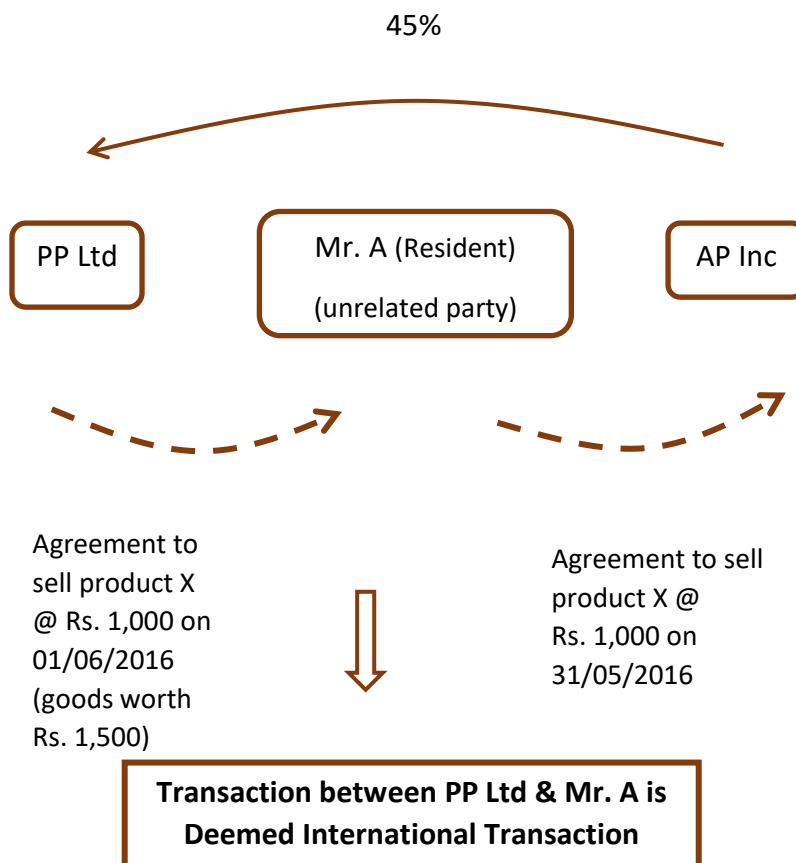 45%
PP Ltd
Mr. A (Resident)
(unrelated party)
AP Inc
Agreement to
sell product X
@ Rs. 1,000 on
01/06/2016
(goods worth
Rs. 1,500)
Agreement to sell
product X @
Rs. 1,000 on
31/05/2016
Transaction between PP Ltd & Mr. A is
Deemed International Transaction